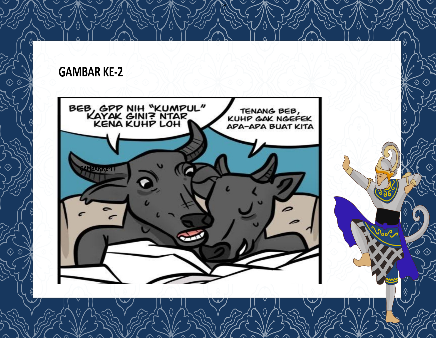 GAMBAR KE-2
BEB, GPP NIH "KUMPUL"
KAYAK GINI? NTAR
KENA KUHP LOH
TENANG BEB,
KUHP GAK NGEFEK
APA-APA BUAT KITA